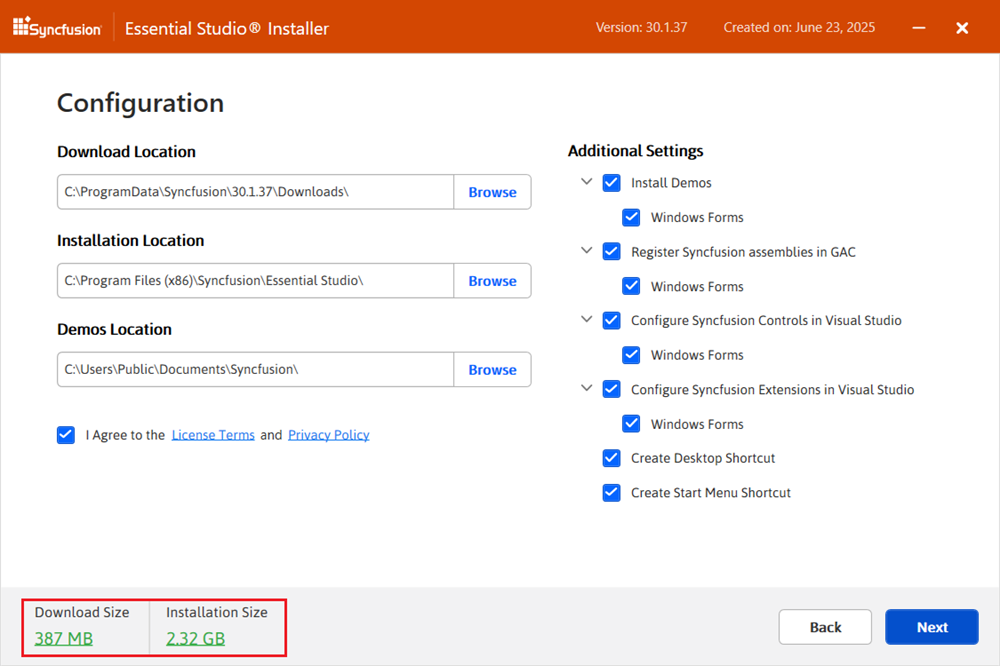 Syncfusion Essential Studio® Installer Version: 30.1.37 Created on: June 23, 2025
Configuration
Download Location
C:\ProgramData\Syncfusion\30.1.37\Downloads\ Browse
Installation Location
C:\Program Files (x86)\Syncfusion\Essential Studio\ Browse
Demos Location
C:\Users\Public\Documents\Syncfusion\ Browse
I Agree to the License Terms and Privacy Policy
Additional Settings
Install Demos
Windows Forms
Register Syncfusion assemblies in GAC
Windows Forms
Configure Syncfusion Controls in Visual Studio
Windows Forms
Configure Syncfusion Extensions in Visual Studio
Windows Forms
Create Desktop Shortcut
Create Start Menu Shortcut
Download Size Installation Size
387 MB 2.32 GB
Back Next